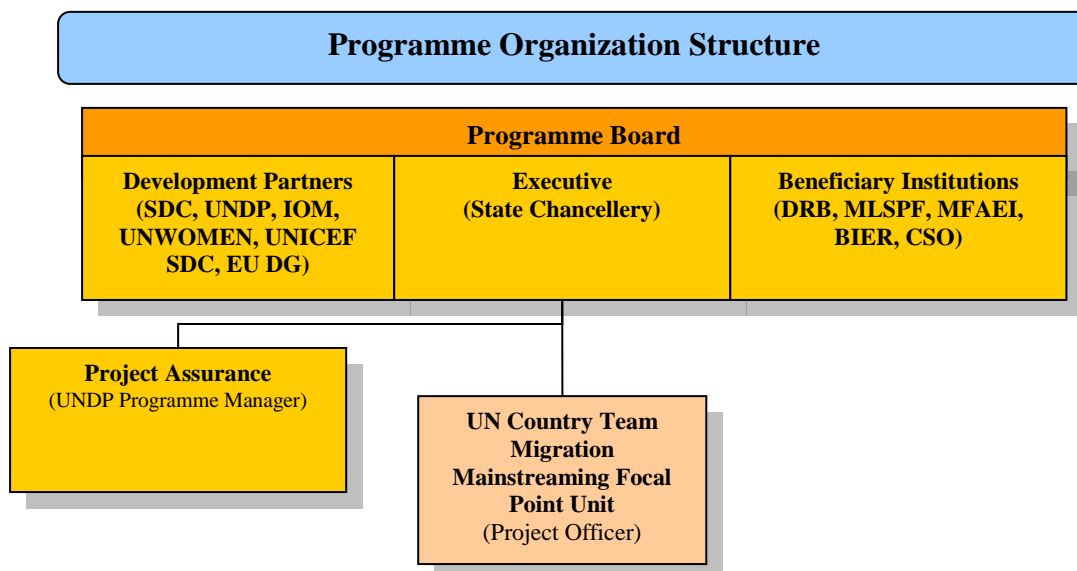 Programme Organization Structure
Programme Board
Development Partners
(SDC, UNDP, IOM,
UNWOMEN, UNICEF
SDC, EU DG)
Executive
(State Chancellery)
Beneficiary Institutions
(DRB, MLSPF, MFAEI,
BIER, CSO)
Project Assurance
(UNDP Programme Manager)
UN Country Team
Migration
Mainstreaming Focal
Point Unit
(Project Officer)